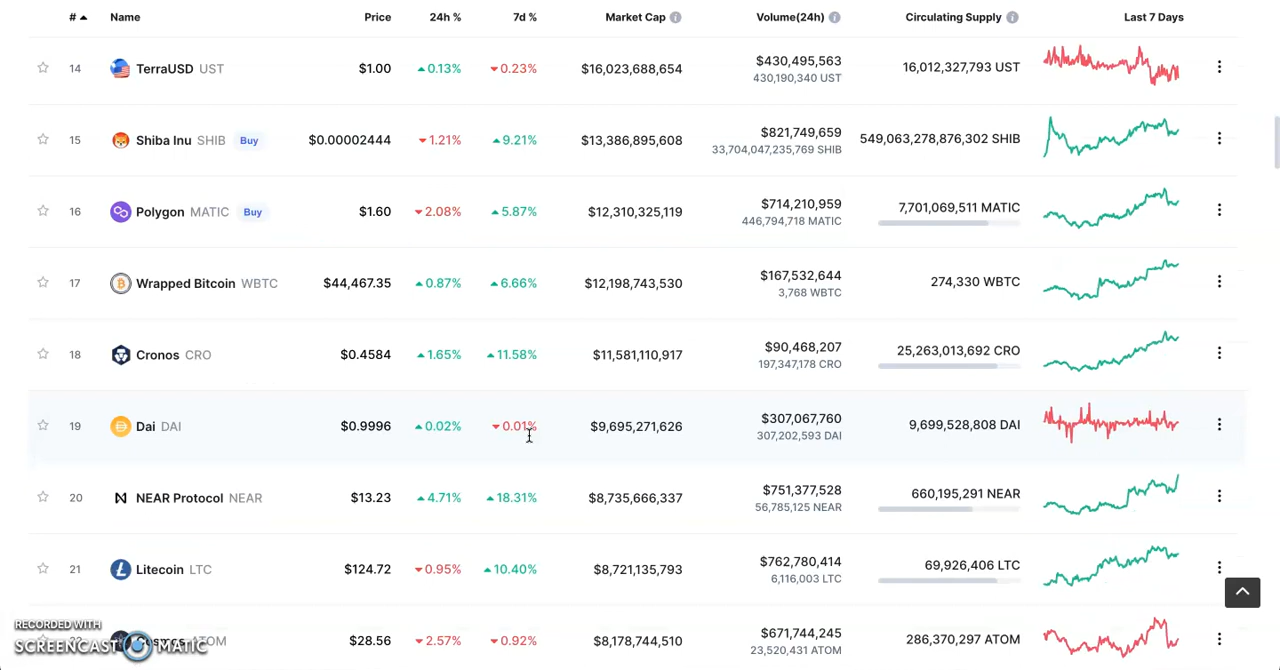 # Name Price 24h % 7d % Market Cap Volume(24h) Circulating Supply Last 7 Days
14 TerraUSD UST $1.00 0.13% 0.23% $16,023,688,654 $430,495,563 16,012,327,793 UST
430,190,340 UST
15 Shiba Inu SHIB Buy $0.00002444 1.21% 9.21% $13,386,895,608 $821,749,659 549,063,278,876,302 SHIB
33,704,047,235,769 SHIB
16 Polygon MATIC Buy $1.60 2.08% 5.87% $12,310,325,119 $714,210,959 7,701,069,511 MATIC
446,794,718 MATIC
17 Wrapped Bitcoin WBTC $44,467.35 0.87% 6.66% $12,198,743,530 $167,532,644 274,330 WBTC
3,768 WBTC
18 Cronos CRO $0.4584 1.65% 11.58% $11,581,110,917 $90,468,207 25,263,013,692 CRO
197,347,178 CRO
19 Dai DAI $0.9996 0.02% 0.01% $9,695,271,626 $307,067,760 9,699,528,808 DAI
307,202,593 DAI
20 NEAR Protocol NEAR $13.23 4.71% 18.31% $8,735,666,337 $751,377,528 660,195,291 NEAR
56,785,125 NEAR
21 Litecoin LTC $124.72 0.95% 10.40% $8,721,135,793 $762,780,414 69,926,406 LTC
6,116,003 LTC
22 Cosmos ATOM $28.56 2.57% 0.92% $8,178,744,510 $671,744,245 286,370,297 ATOM
23,520,431 ATOM
RECORDED WITH
SCREENCAST MATIC